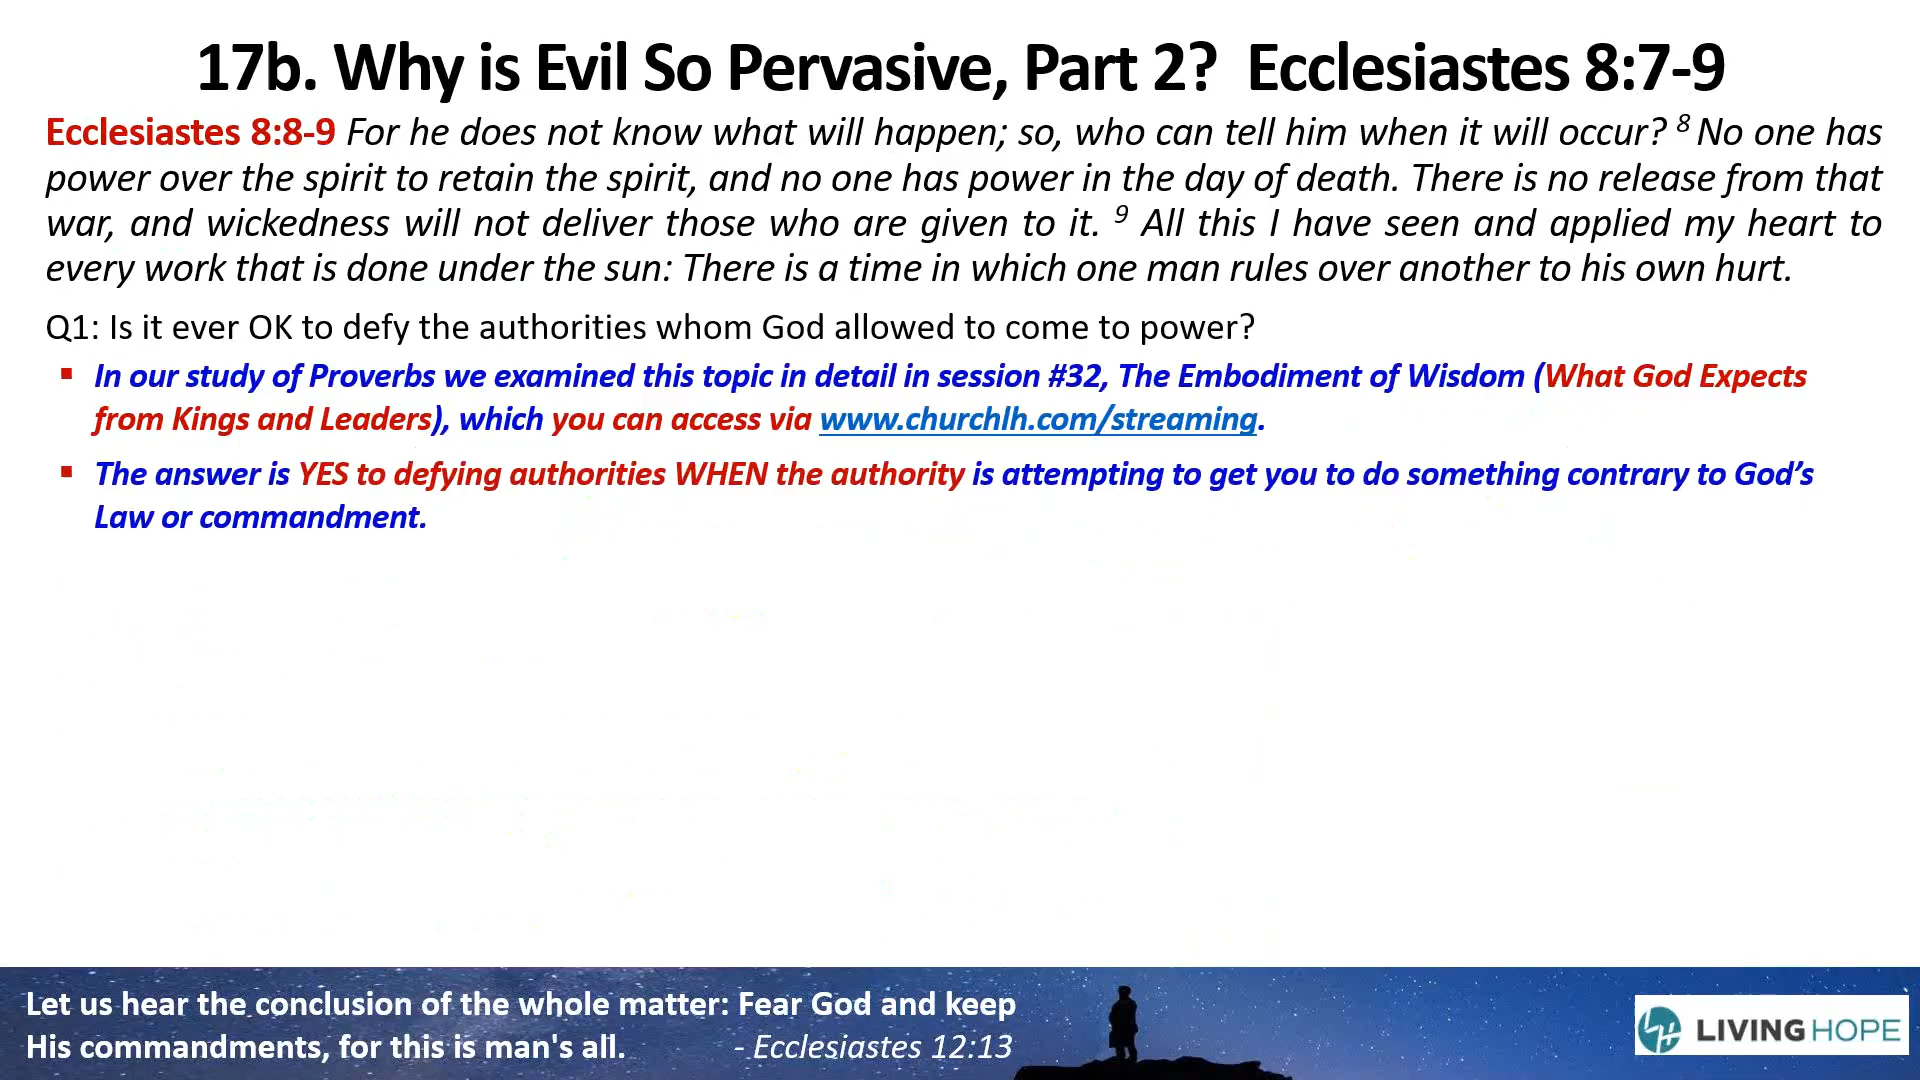 17b. Why is Evil So Pervasive, Part 2?  Ecclesiastes 8:7-9
Ecclesiastes 8:8-9 For he does not know what will happen; so, who can tell him when it will occur? 8 No one has
power over the spirit to retain the spirit, and no one has power in the day of death. There is no release from that
war, and wickedness will not deliver those who are given to it. 9 All this I have seen and applied my heart to
every work that is done under the sun: There is a time in which one man rules over another to his own hurt.
Q1: Is it ever OK to defy the authorities whom God allowed to come to power?
▪ In our study of Proverbs we examined this topic in detail in session #32, The Embodiment of Wisdom (What God Expects
from Kings and Leaders), which you can access via www.churchlh.com/streaming.
▪ The answer is YES to defying authorities WHEN the authority is attempting to get you to do something contrary to God’s
Law or commandment.
Let us hear the conclusion of the whole matter: Fear God and keep
His commandments, for this is man's all. - Ecclesiastes 12:13
LH LIVING HOPE